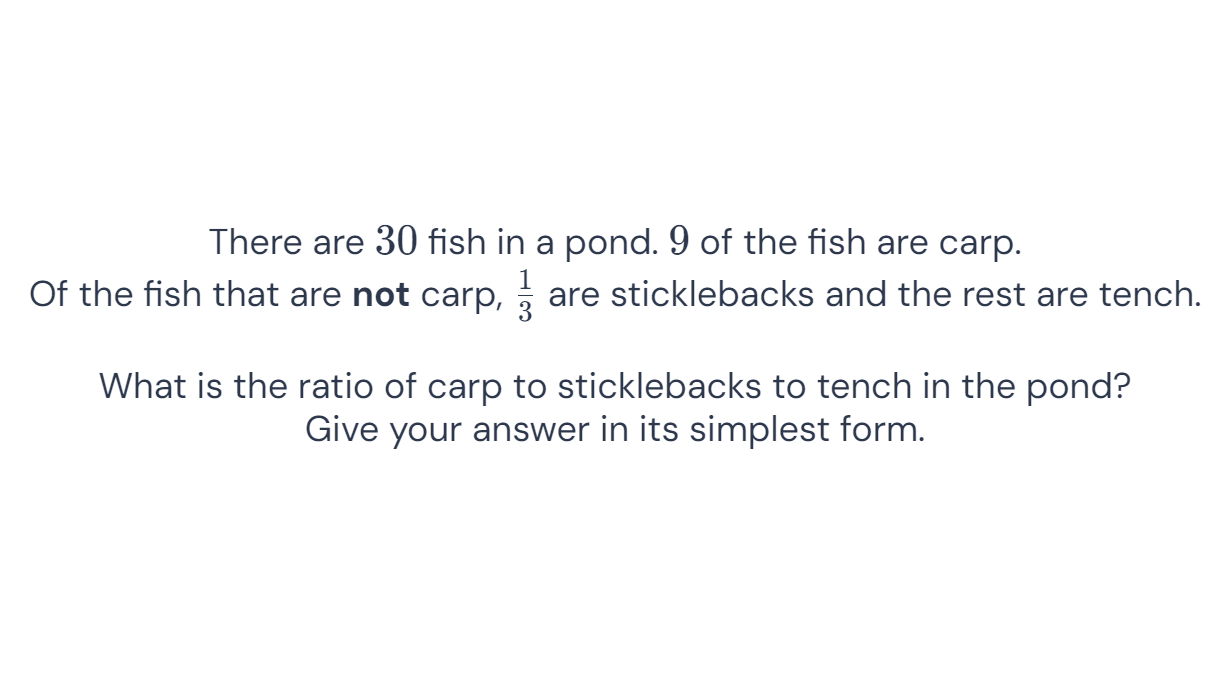 There are 30 fish in a pond. 9 of the fish are carp.
Of the fish that are not carp, 1/3 are sticklebacks and the rest are tench.
What is the ratio of carp to sticklebacks to tench in the pond?
Give your answer in its simplest form.